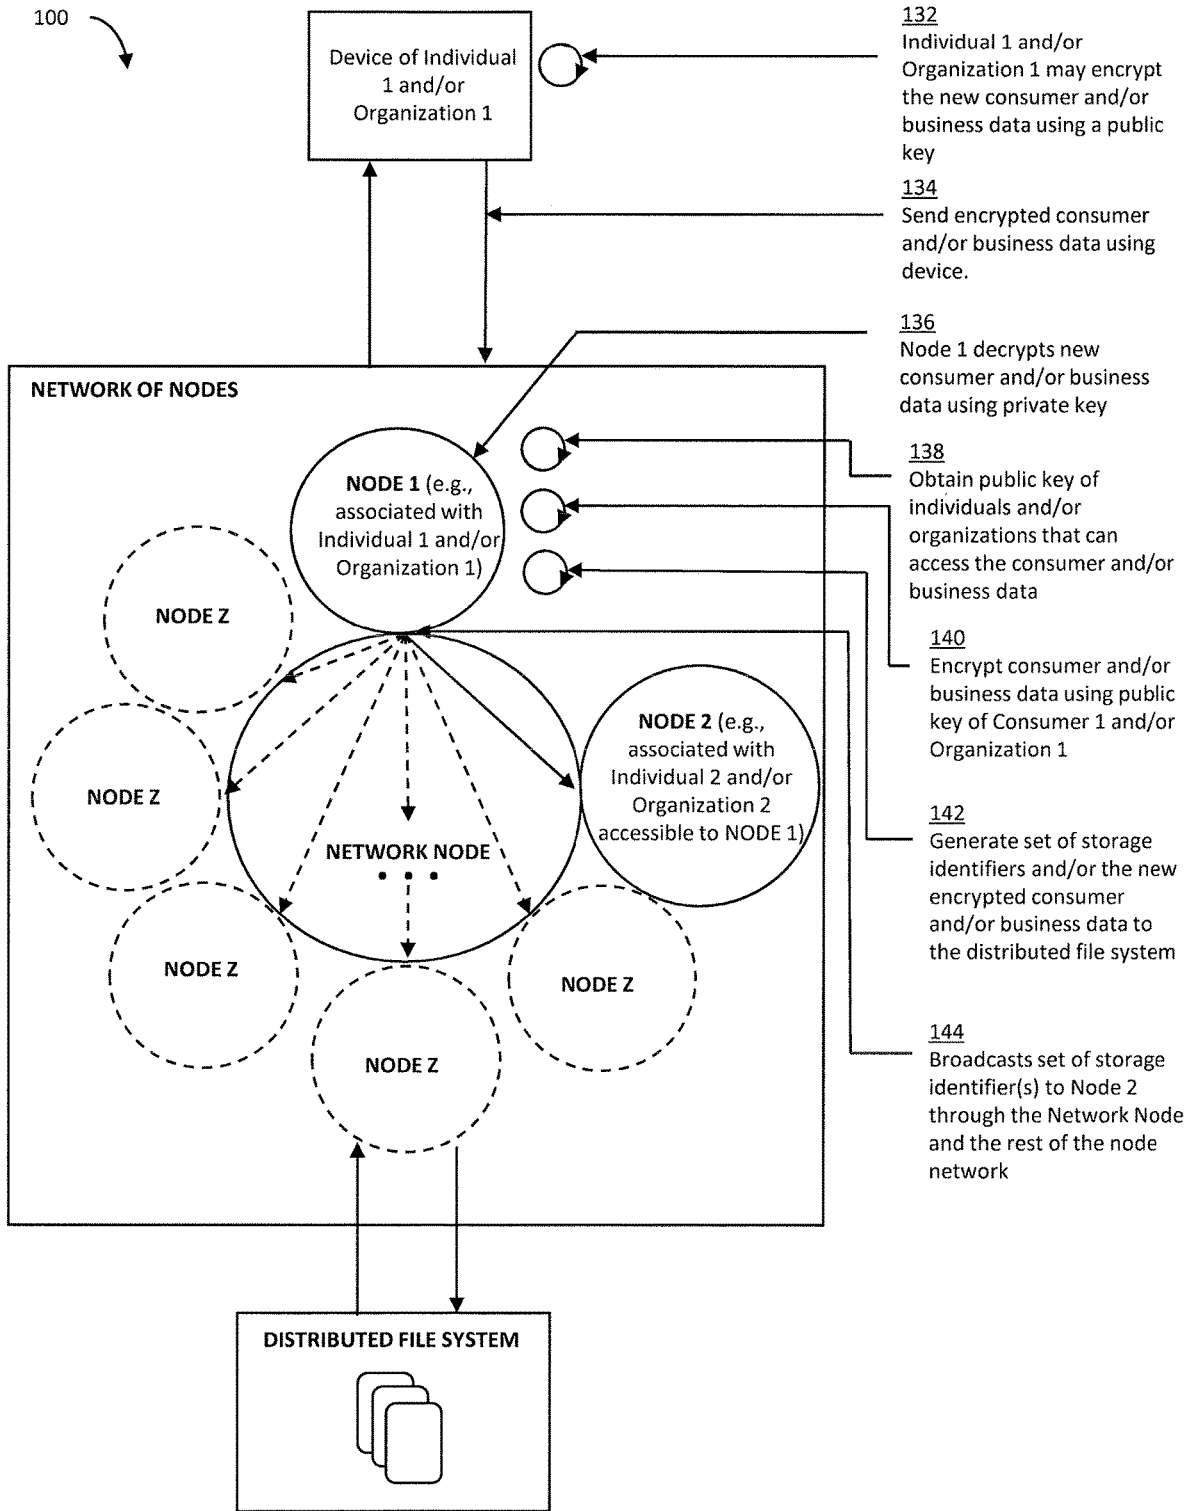 100
Device of Individual
1 and/or
Organization 1
132
Individual 1 and/or
Organization 1 may encrypt
the new consumer and/or
business data using a public
key
134
Send encrypted consumer
and/or business data using
device.
136
Node 1 decrypts new
consumer and/or business
data using private key
NETWORK OF NODES
NODE 1 (e.g.,
associated with
Individual 1 and/or
Organization 1)
138
Obtain public key of
individuals and/or
organizations that can
access the consumer and/or
business data
NODE Z
140
Encrypt consumer and/or
business data using public
key of Consumer 1 and/or
Organization 1
NODE 2 (e.g.,
associated with
Individual 2 and/or
Organization 2
accessible to NODE 1)
NODE Z
NETWORK NODE
• • •
142
Generate set of storage
identifiers and/or the new
encrypted consumer
and/or business data to
the distributed file system
NODE Z
NODE Z
NODE Z
144
Broadcasts set of storage
identifier(s) to Node 2
through the Network Node
and the rest of the node
network
DISTRIBUTED FILE SYSTEM